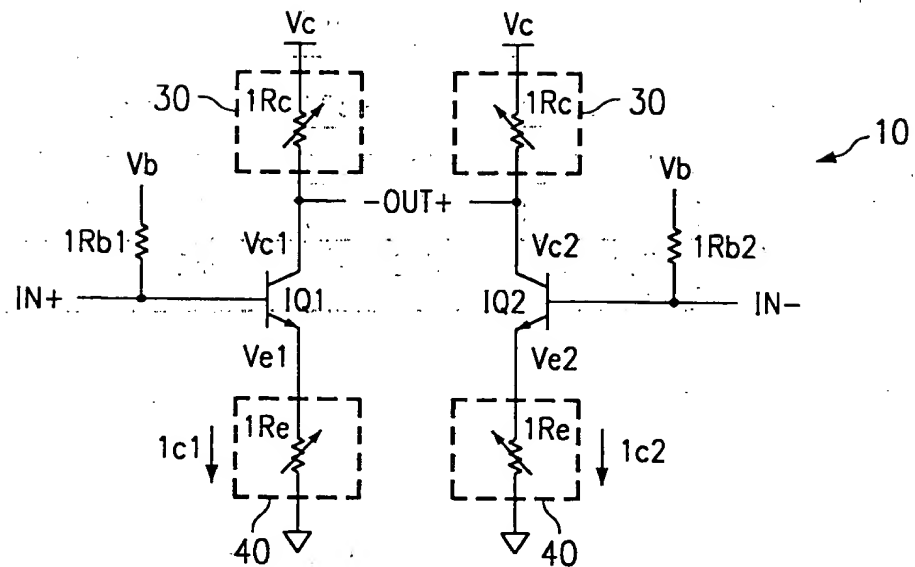 Vc Vc
30 1Rc 1Rc 30
10
Vb Vb
-OUT+
1Rb1 Vc1 Vc2 1Rb2
IN+ IQ1 IQ2 IN-
Ve1 Ve2
1c1 1Re 1Re 1c2
40 40